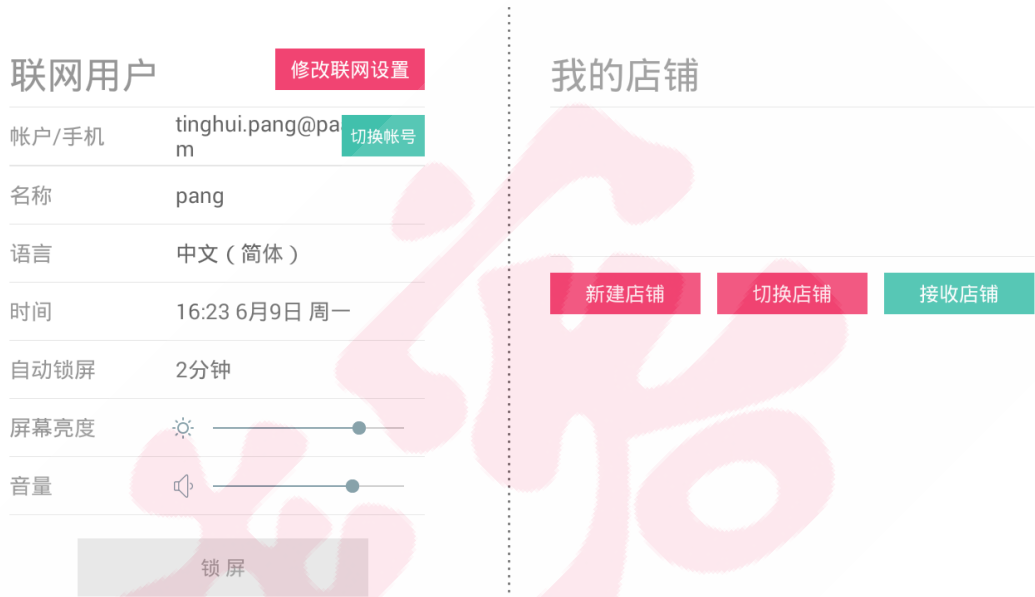 联网用户
修改联网设置
帐户/手机
tinghui.pang@pa
m
切换帐号
名称
pang
语言
中文（简体）
时间
16:23 6月9日 周一
自动锁屏
2分钟
屏幕亮度
音量
锁 屏
我的店铺
新建店铺
切换店铺
接收店铺